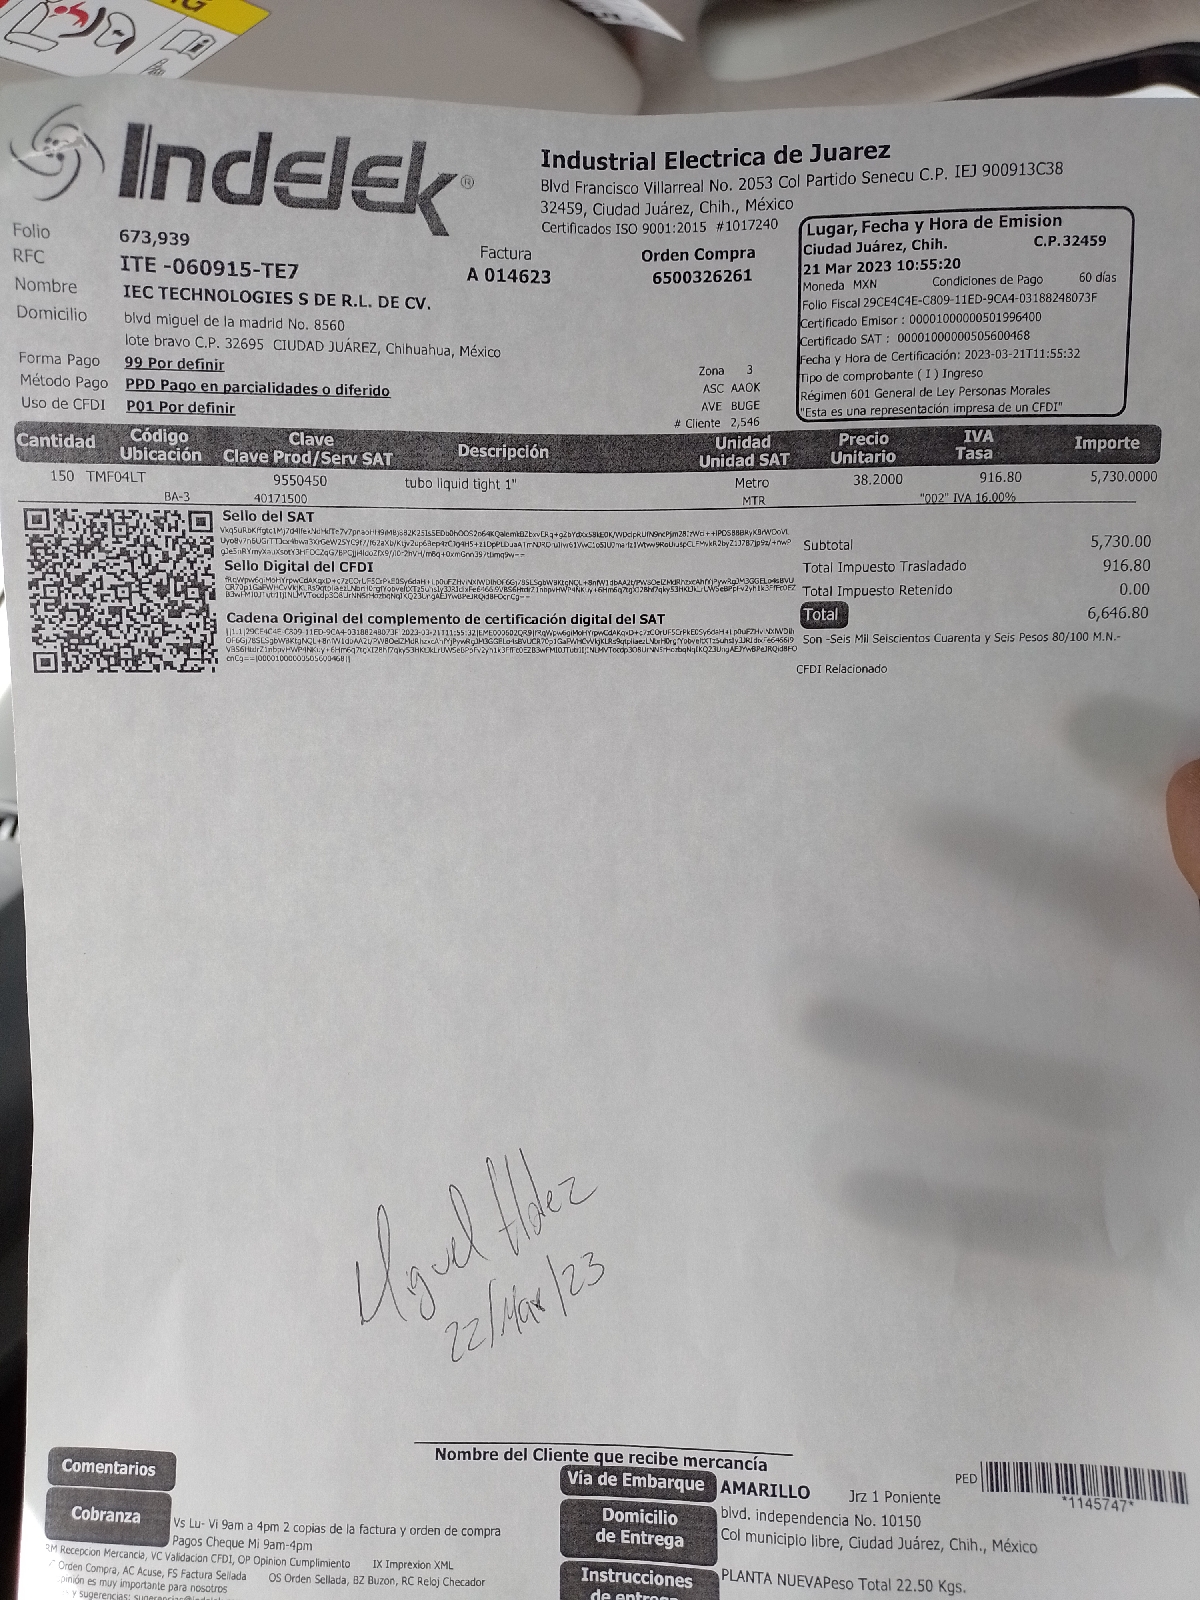 Indelek®
Industrial Electrica de Juarez
Blvd Francisco Villarreal No. 2053 Col Partido Senecu C.P. IEJ 900913C38
32459, Ciudad Juárez, Chih., México
Certificados ISO 9001:2015 #1017240
Folio 673,939
RFC ITE -060915-TE7
Nombre IEC TECHNOLOGIES S DE R.L. DE CV.
Domicilio blvd miguel de la madrid No. 8560
lote bravo C.P. 32695 CIUDAD JUÁREZ, Chihuahua, México
Forma Pago 99 Por definir
Método Pago PPD Pago en parcialidades o diferido
Uso de CFDI P01 Por definir
Factura
A 014623
Orden Compra
6500326261
Zona 3
ASC AAOK
AVE BUGE
# Cliente 2,546
Lugar, Fecha y Hora de Emision
Ciudad Juárez, Chih. C.P.32459
21 Mar 2023 10:55:20
Moneda MXN Condiciones de Pago 60 días
Folio Fiscal 29CE4C4E-C809-11ED-9CA4-03188248073F
Certificado Emisor : 00001000000501996400
Certificado SAT : 00001000000505600468
Fecha y Hora de Certificación: 2023-03-21T11:55:32
Tipo de comprobante ( I ) Ingreso
Régimen 601 General de Ley Personas Morales
"Esta es una representación impresa de un CFDI"
Cantidad Código Ubicación Clave Clave Prod/Serv SAT Descripción Unidad Unidad SAT Precio Unitario IVA Tasa Importe
150 TMF04LT 9550450 tubo liquid tight 1" Metro 38.2000 916.80 5,730.0000
BA-3 40171500 MTR "002" IVA 16.00%
Sello del SAT
Sello Digital del CFDI
Cadena Original del complemento de certificación digital del SAT
Subtotal 5,730.00
Total Impuesto Trasladado 916.80
Total Impuesto Retenido 0.00
Total 6,646.80
Son -Seis Mil Seiscientos Cuarenta y Seis Pesos 80/100 M.N.-
CFDI Relacionado
Miguel Hdez
22/Mar/23
Nombre del Cliente que recibe mercancía
Comentarios
Cobranza
Vs Lu- Vi 9am a 4pm 2 copias de la factura y orden de compra
Pagos Cheque Mi 9am-4pm
RM Recepcion Mercancia, VC Validacion CFDI, OP Opinion Cumplimiento IX Imprexion XML
Orden Compra, AC Acuse, FS Factura Sellada OS Orden Sellada, BZ Buzon, RC Reloj Checador
es muy importante para nosotros
y sugerencias:
Vía de Embarque AMARILLO Jrz 1 Poniente
PED *1145747*
Domicilio de Entrega
blvd. independencia No. 10150
Col municipio libre, Ciudad Juárez, Chih., México
Instrucciones
PLANTA NUEVAPeso Total 22.50 Kgs.